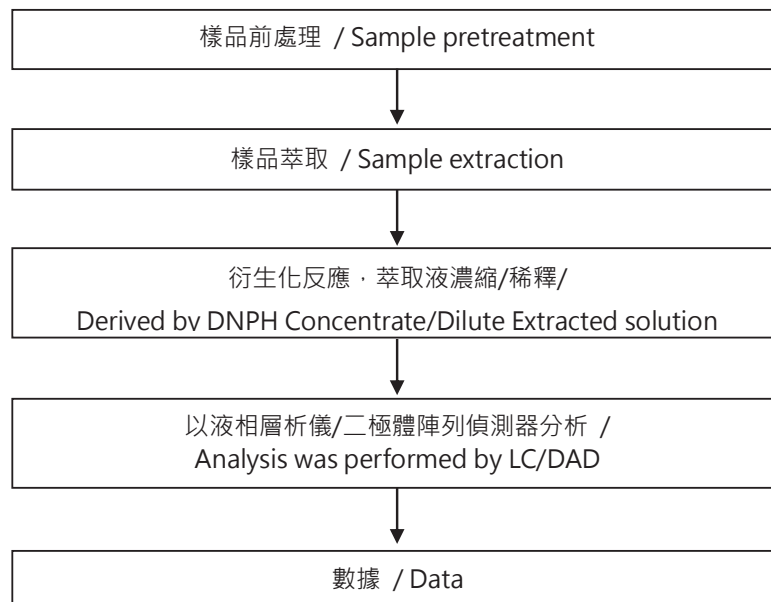 樣品前處理 / Sample pretreatment
樣品萃取 / Sample extraction
衍生化反應，萃取液濃縮/稀釋/
Derived by DNPH Concentrate/Dilute Extracted solution
以液相層析儀/二極體陣列偵測器分析 /
Analysis was performed by LC/DAD
數據 / Data